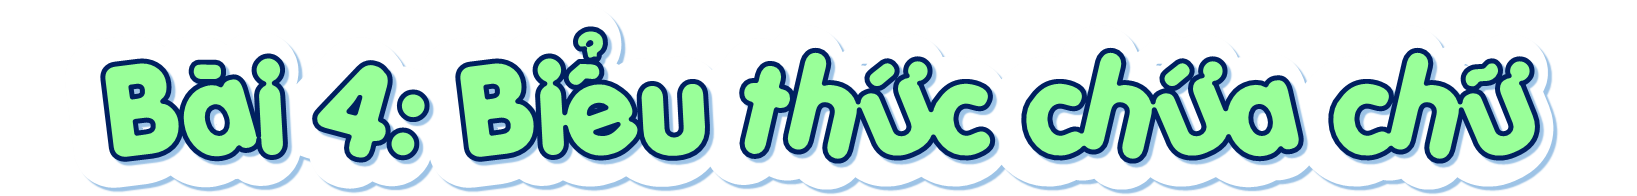 Bài 4: Biểu thức chứa chữ